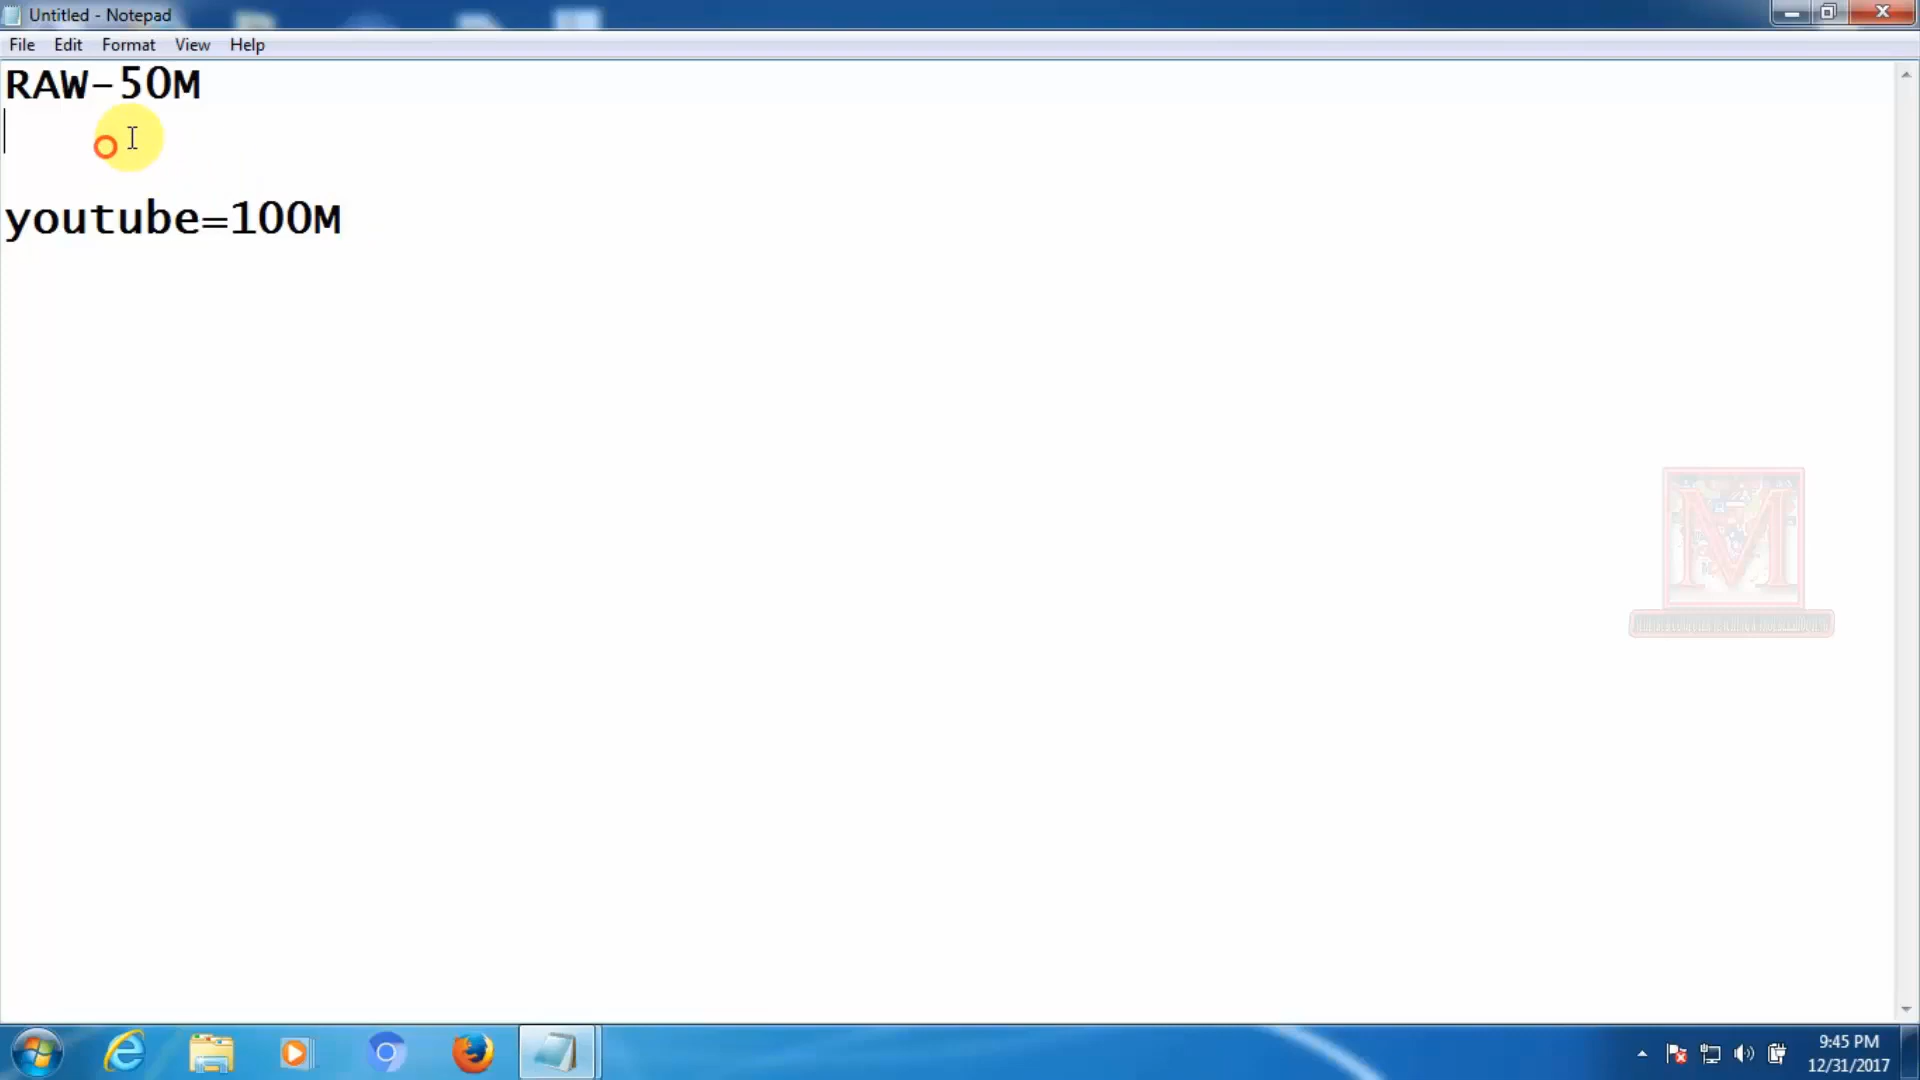 Untitled - Notepad
File Edit Format View Help
RAW-50M
youtube=100M
M
9:45 PM
12/31/2017